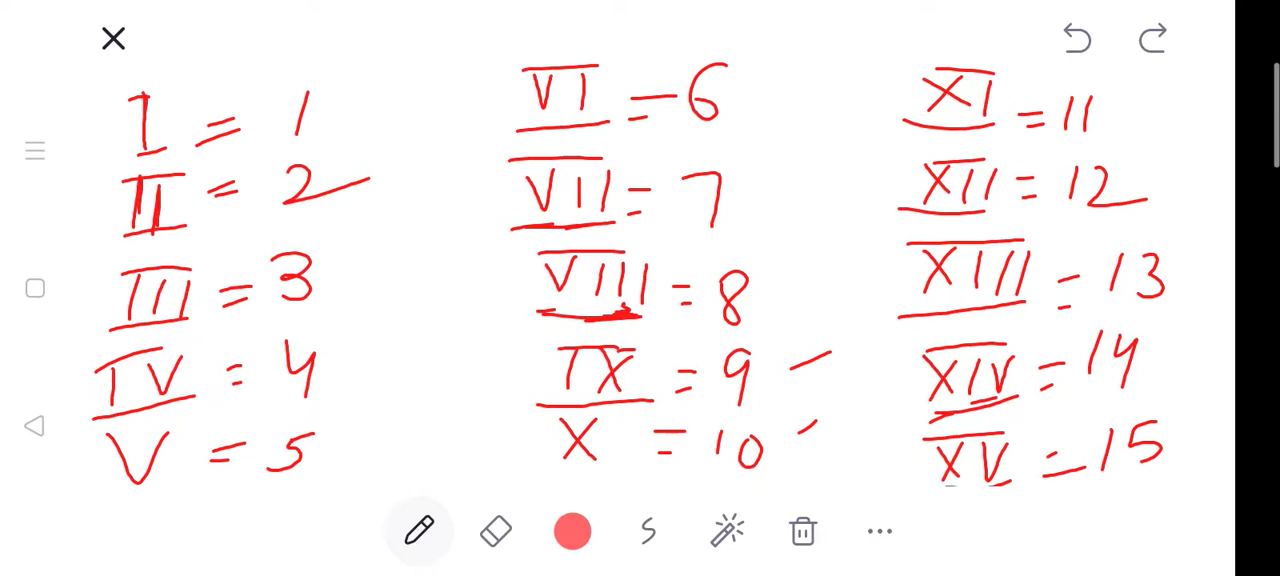 I = 1
II = 2
III = 3
IV = 4
V = 5
VI = 6
VII = 7
VIII = 8
IX = 9
X = 10
XI = 11
XII = 12
XIII = 13
XIV = 14
XV = 15